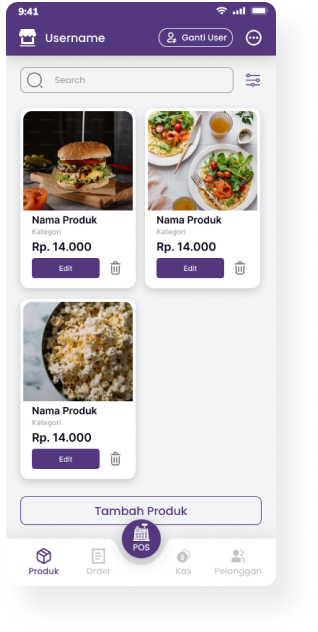 9:41
Username
Ganti User
Search
Nama Produk
Kategori
Rp. 14.000
Edit
Nama Produk
Kategori
Rp. 14.000
Edit
Nama Produk
Kategori
Rp. 14.000
Edit
Tambah Produk
POS
Produk
Order
Kas
Pelanggan